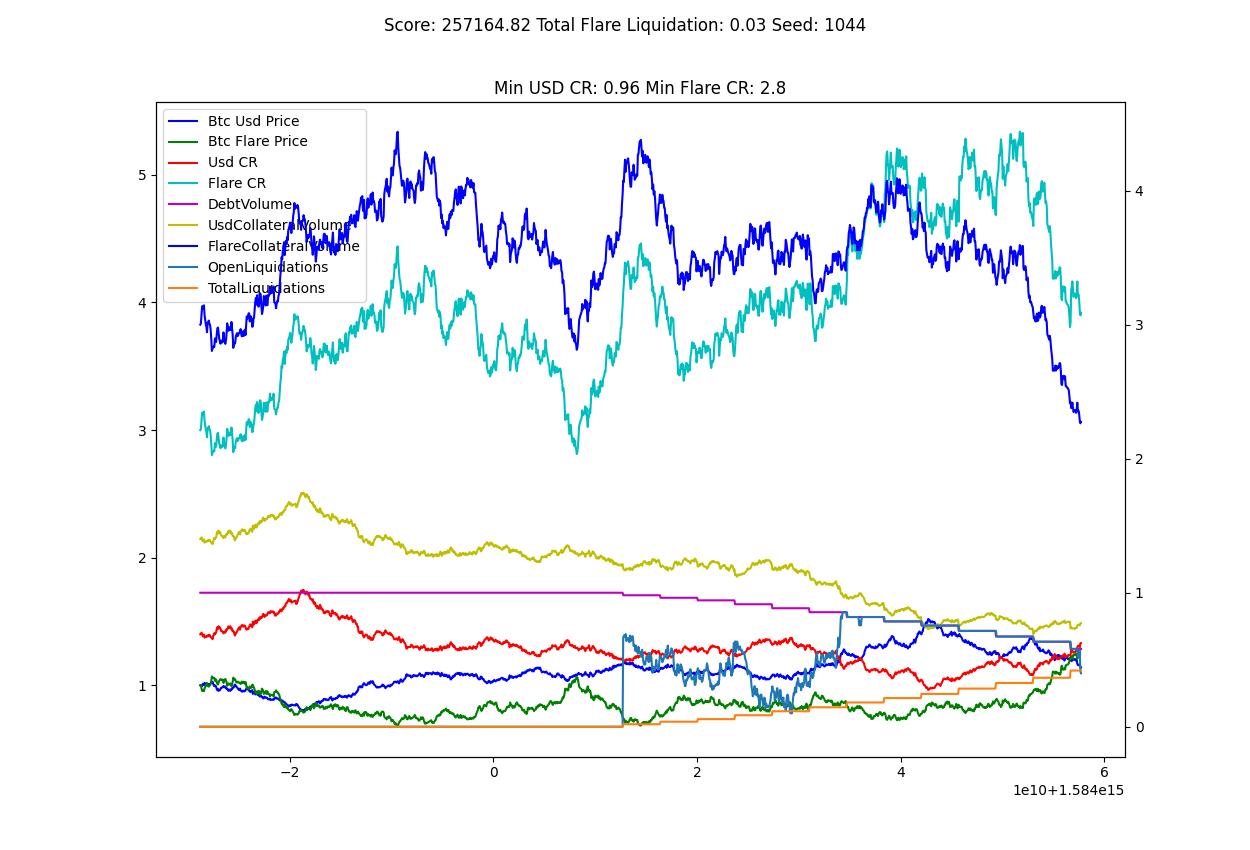 Score: 257164.82 Total Flare Liquidation: 0.03 Seed: 1044
Min USD CR: 0.96 Min Flare CR: 2.8
Btc Usd Price
Btc Flare Price
Usd CR
Flare CR
DebtVolume
UsdCollateralVolume
FlareCollateralVolume
OpenLiquidations
TotalLiquidations
5
4
3
2
1
4
3
2
1
0
−2
0
2
4
6
1e10+1.584e15